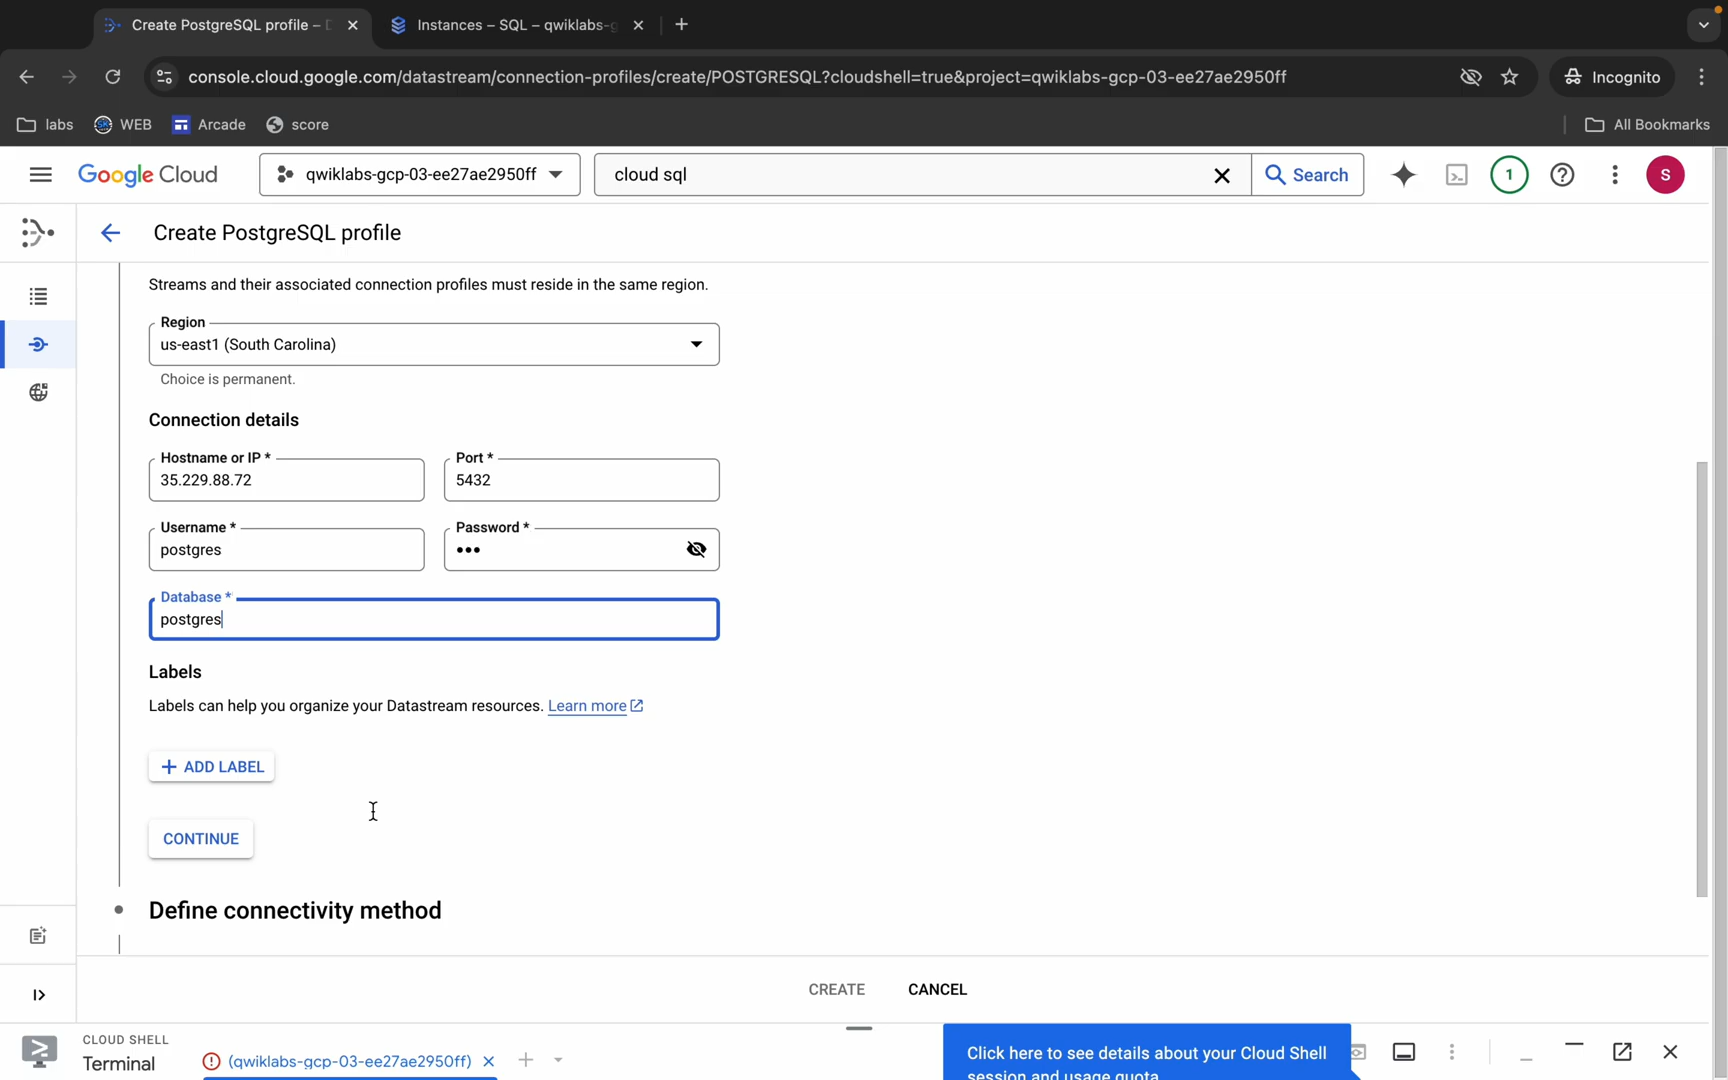 Create PostgreSQL profile – D
Instances – SQL – qwiklabs-g
console.cloud.google.com/datastream/connection-profiles/create/POSTGRESQL?cloudshell=true&project=qwiklabs-gcp-03-ee27ae2950ff
Incognito
labs
WEB
Arcade
score
All Bookmarks
Google Cloud
qwiklabs-gcp-03-ee27ae2950ff
cloud sql
Search
1
S
Create PostgreSQL profile
Streams and their associated connection profiles must reside in the same region.
Region
us-east1 (South Carolina)
Choice is permanent.
Connection details
Hostname or IP *
35.229.88.72
Port *
5432
Username *
postgres
Password *
•••
Database *
postgres
Labels
Labels can help you organize your Datastream resources. Learn more
+ ADD LABEL
CONTINUE
Define connectivity method
CREATE
CANCEL
CLOUD SHELL
Terminal
(qwiklabs-gcp-03-ee27ae2950ff)
Click here to see details about your Cloud Shell
session and usage quota